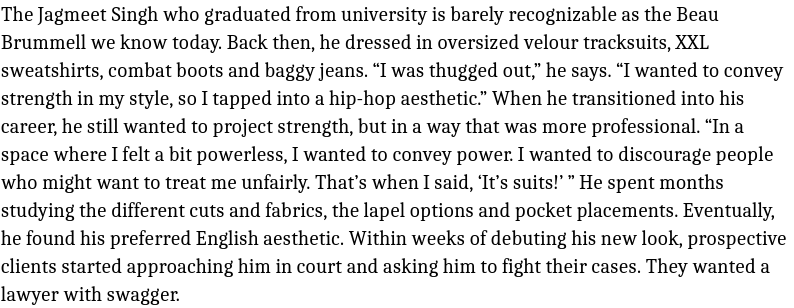 The Jagmeet Singh who graduated from university is barely recognizable as the Beau
Brummell we know today. Back then, he dressed in oversized velour tracksuits, XXL
sweatshirts, combat boots and baggy jeans. “I was thugged out,” he says. “I wanted to convey
strength in my style, so I tapped into a hip-hop aesthetic.” When he transitioned into his
career, he still wanted to project strength, but in a way that was more professional. “In a
space where I felt a bit powerless, I wanted to convey power. I wanted to discourage people
who might want to treat me unfairly. That’s when I said, ‘It’s suits!’ ” He spent months
studying the different cuts and fabrics, the lapel options and pocket placements. Eventually,
he found his preferred English aesthetic. Within weeks of debuting his new look, prospective
clients started approaching him in court and asking him to fight their cases. They wanted a
lawyer with swagger.